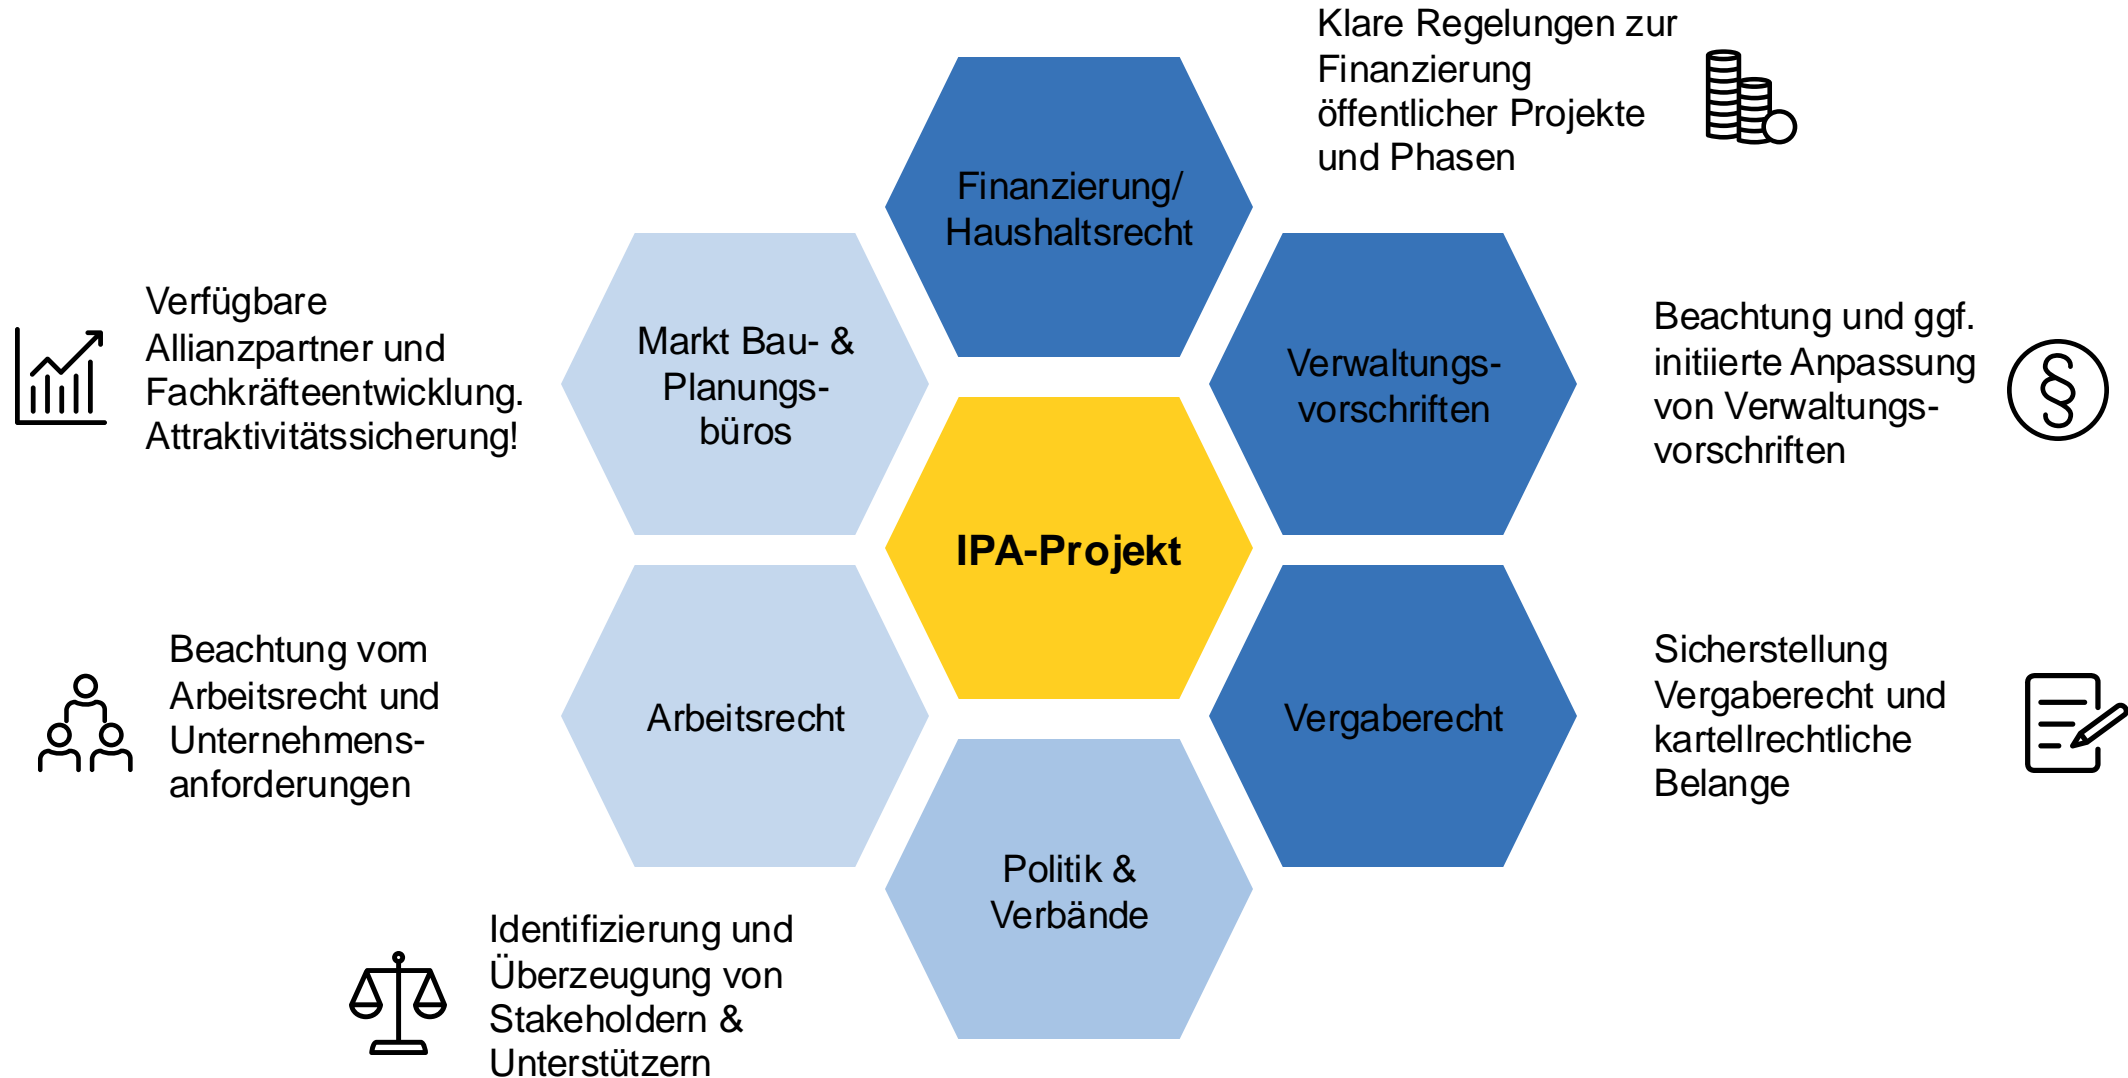 Klare Regelungen zur
Finanzierung
öffentlicher Projekte
und Phasen
Finanzierung/
Haushaltsrecht
Verfügbare
Allianzpartner und
Fachkräfteentwicklung.
Attraktivitätssicherung!
Markt Bau- &
Planungs-
büros
Verwaltungs-
vorschriften
Beachtung und ggf.
initiierte Anpassung
von Verwaltungs-
vorschriften
§
IPA-Projekt
Beachtung vom
Arbeitsrecht und
Unternehmens-
anforderungen
Arbeitsrecht
Vergaberecht
Sicherstellung
Vergaberecht und
kartellrechtliche
Belange
Politik &
Verbände
Identifizierung und
Überzeugung von
Stakeholdern &
Unterstützern